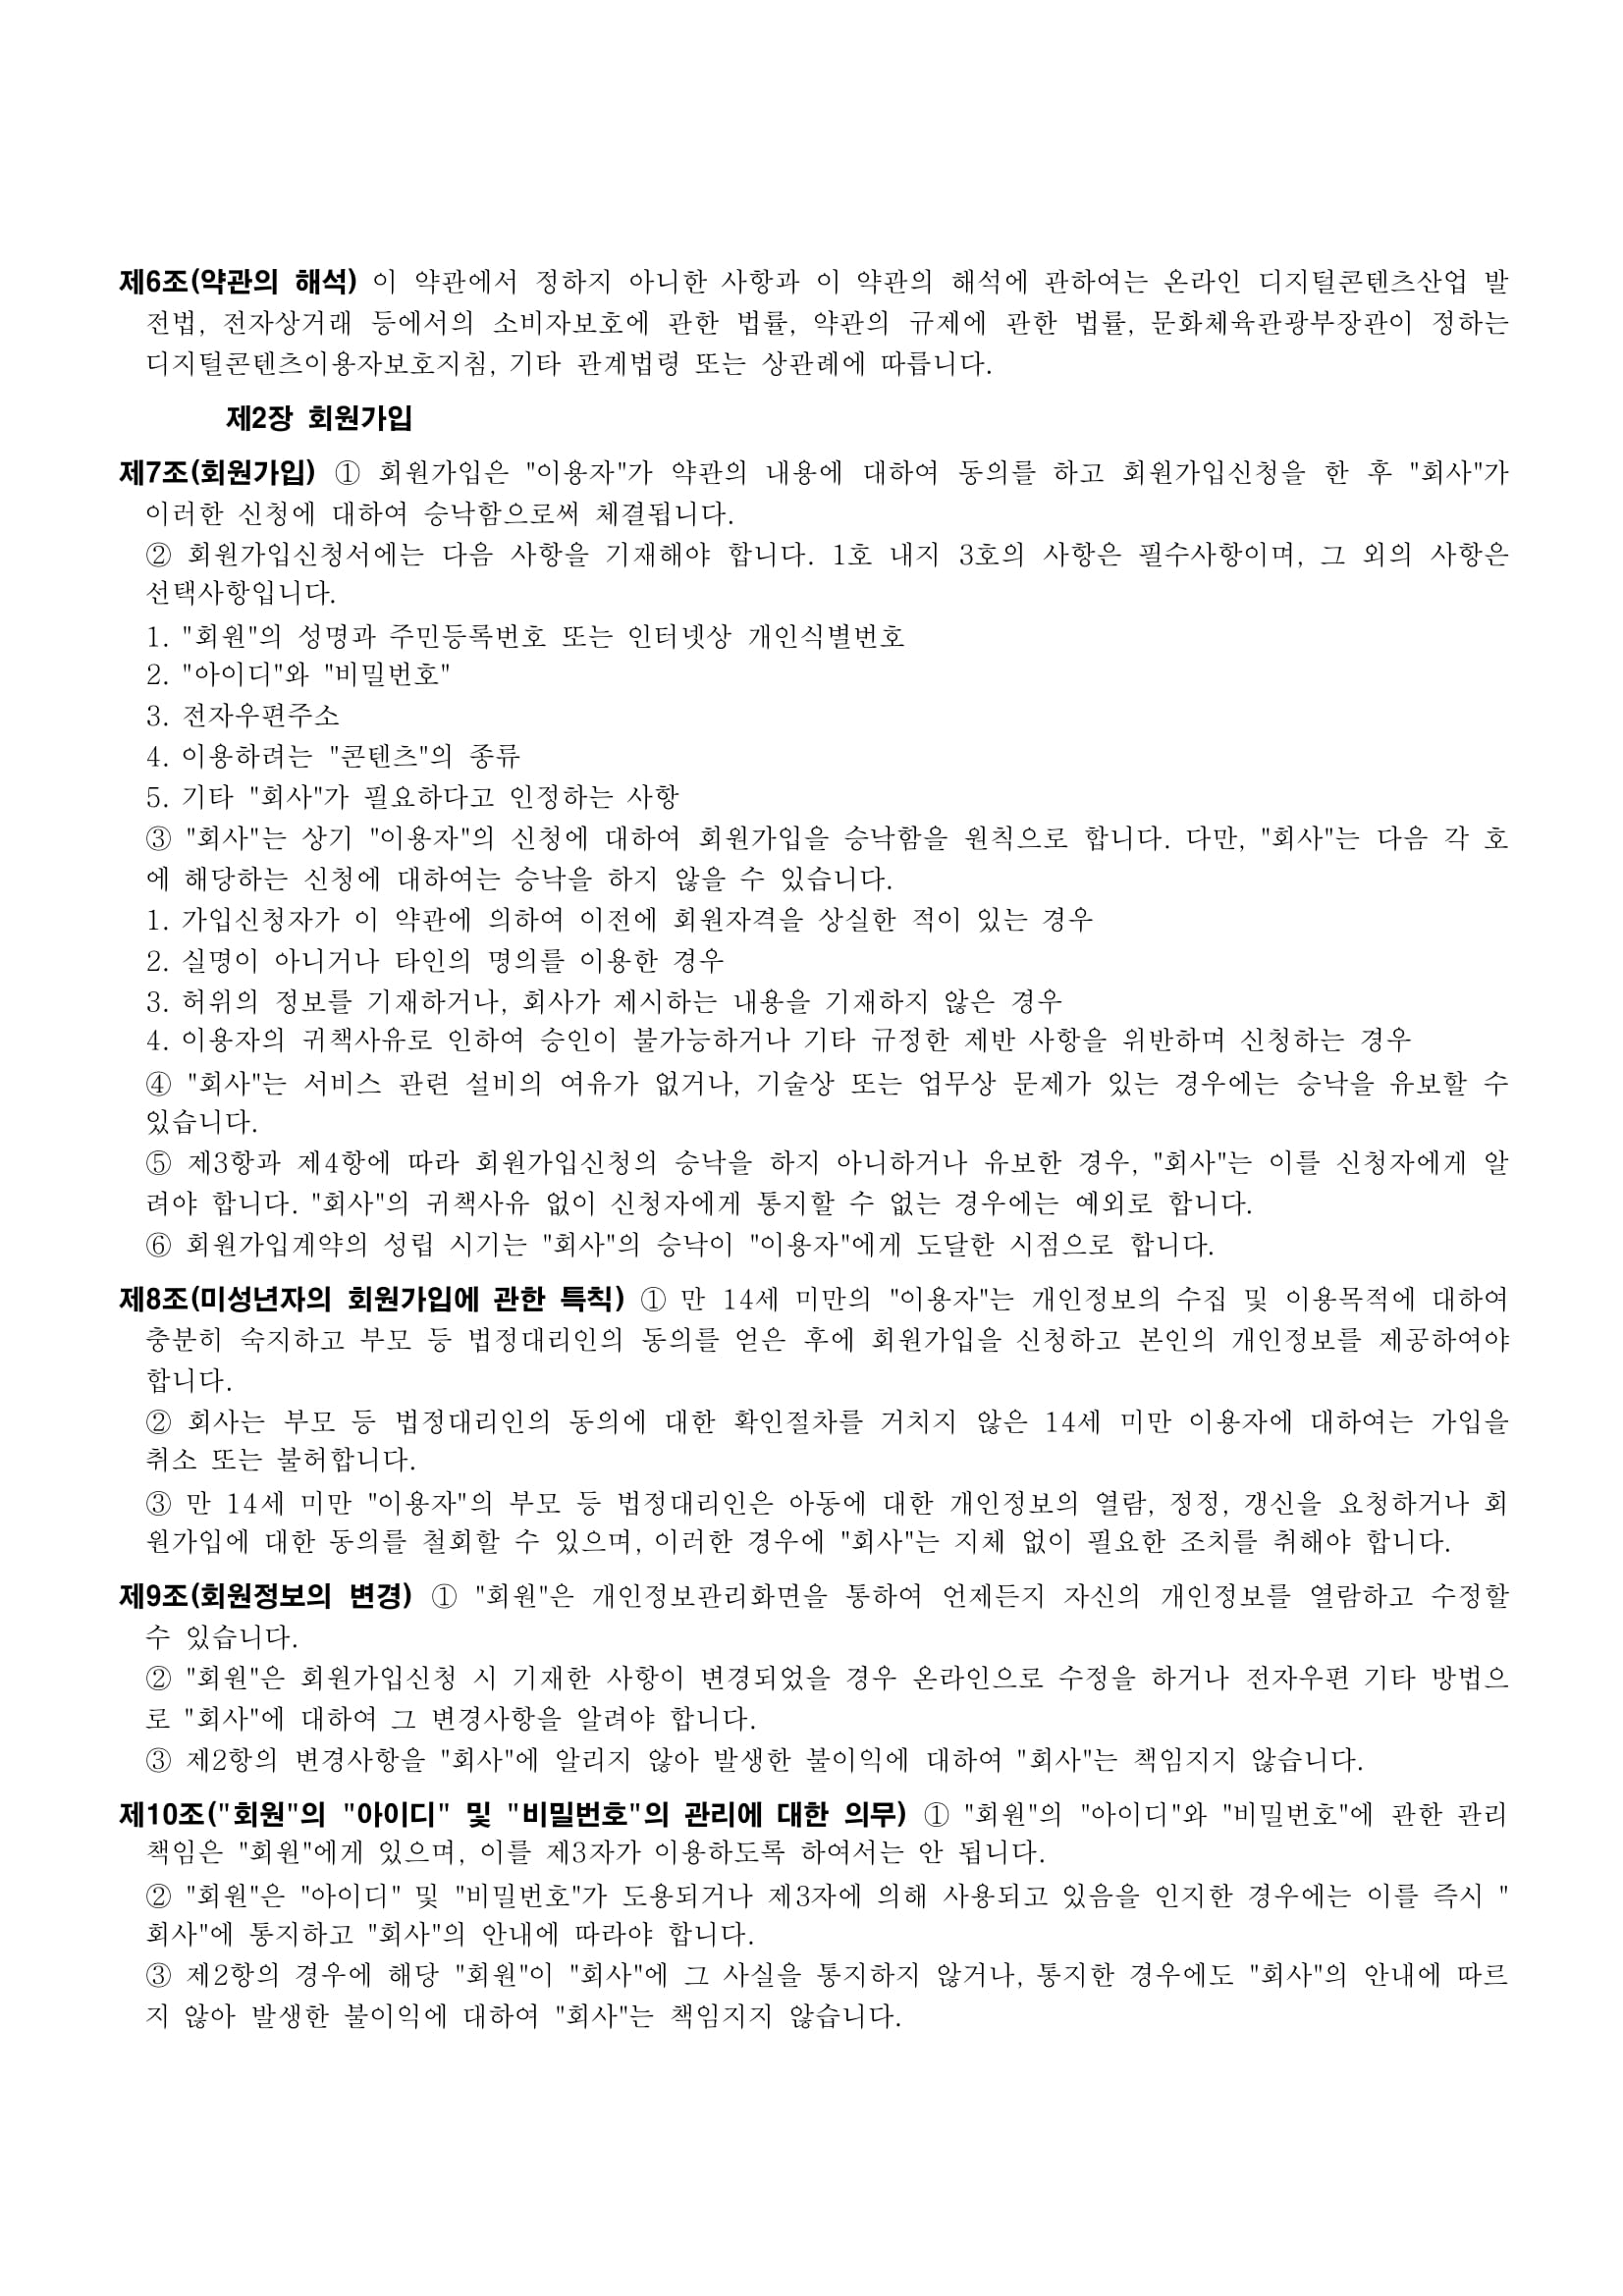 제6조(약관의 해석) 이 약관에서 정하지 아니한 사항과 이 약관의 해석에 관하여는 온라인 디지털콘텐츠산업 발
전법, 전자상거래 등에서의 소비자보호에 관한 법률, 약관의 규제에 관한 법률, 문화체육관광부장관이 정하는
디지털콘텐츠이용자보호지침, 기타 관계법령 또는 상관례에 따릅니다.
제2장 회원가입
제7조(회원가입) ① 회원가입은 "이용자"가 약관의 내용에 대하여 동의를 하고 회원가입신청을 한 후 "회사"가
이러한 신청에 대하여 승낙함으로써 체결됩니다.
② 회원가입신청서에는 다음 사항을 기재해야 합니다. 1호 내지 3호의 사항은 필수사항이며, 그 외의 사항은
선택사항입니다.
1. "회원"의 성명과 주민등록번호 또는 인터넷상 개인식별번호
2. "아이디"와 "비밀번호"
3. 전자우편주소
4. 이용하려는 "콘텐츠"의 종류
5. 기타 "회사"가 필요하다고 인정하는 사항
③ "회사"는 상기 "이용자"의 신청에 대하여 회원가입을 승낙함을 원칙으로 합니다. 다만, "회사"는 다음 각 호
에 해당하는 신청에 대하여는 승낙을 하지 않을 수 있습니다.
1. 가입신청자가 이 약관에 의하여 이전에 회원자격을 상실한 적이 있는 경우
2. 실명이 아니거나 타인의 명의를 이용한 경우
3. 허위의 정보를 기재하거나, 회사가 제시하는 내용을 기재하지 않은 경우
4. 이용자의 귀책사유로 인하여 승인이 불가능하거나 기타 규정한 제반 사항을 위반하며 신청하는 경우
④ "회사"는 서비스 관련 설비의 여유가 없거나, 기술상 또는 업무상 문제가 있는 경우에는 승낙을 유보할 수
있습니다.
⑤ 제3항과 제4항에 따라 회원가입신청의 승낙을 하지 아니하거나 유보한 경우, "회사"는 이를 신청자에게 알
려야 합니다. "회사"의 귀책사유 없이 신청자에게 통지할 수 없는 경우에는 예외로 합니다.
⑥ 회원가입계약의 성립 시기는 "회사"의 승낙이 "이용자"에게 도달한 시점으로 합니다.
제8조(미성년자의 회원가입에 관한 특칙) ① 만 14세 미만의 "이용자"는 개인정보의 수집 및 이용목적에 대하여
충분히 숙지하고 부모 등 법정대리인의 동의를 얻은 후에 회원가입을 신청하고 본인의 개인정보를 제공하여야
합니다.
② 회사는 부모 등 법정대리인의 동의에 대한 확인절차를 거치지 않은 14세 미만 이용자에 대하여는 가입을
취소 또는 불허합니다.
③ 만 14세 미만 "이용자"의 부모 등 법정대리인은 아동에 대한 개인정보의 열람, 정정, 갱신을 요청하거나 회
원가입에 대한 동의를 철회할 수 있으며, 이러한 경우에 "회사"는 지체 없이 필요한 조치를 취해야 합니다.
제9조(회원정보의 변경) ① "회원"은 개인정보관리화면을 통하여 언제든지 자신의 개인정보를 열람하고 수정할
수 있습니다.
② "회원"은 회원가입신청 시 기재한 사항이 변경되었을 경우 온라인으로 수정을 하거나 전자우편 기타 방법으
로 "회사"에 대하여 그 변경사항을 알려야 합니다.
③ 제2항의 변경사항을 "회사"에 알리지 않아 발생한 불이익에 대하여 "회사"는 책임지지 않습니다.
제10조("회원"의 "아이디" 및 "비밀번호"의 관리에 대한 의무) ① "회원"의 "아이디"와 "비밀번호"에 관한 관리
책임은 "회원"에게 있으며, 이를 제3자가 이용하도록 하여서는 안 됩니다.
② "회원"은 "아이디" 및 "비밀번호"가 도용되거나 제3자에 의해 사용되고 있음을 인지한 경우에는 이를 즉시 "
회사"에 통지하고 "회사"의 안내에 따라야 합니다.
③ 제2항의 경우에 해당 "회원"이 "회사"에 그 사실을 통지하지 않거나, 통지한 경우에도 "회사"의 안내에 따르
지 않아 발생한 불이익에 대하여 "회사"는 책임지지 않습니다.